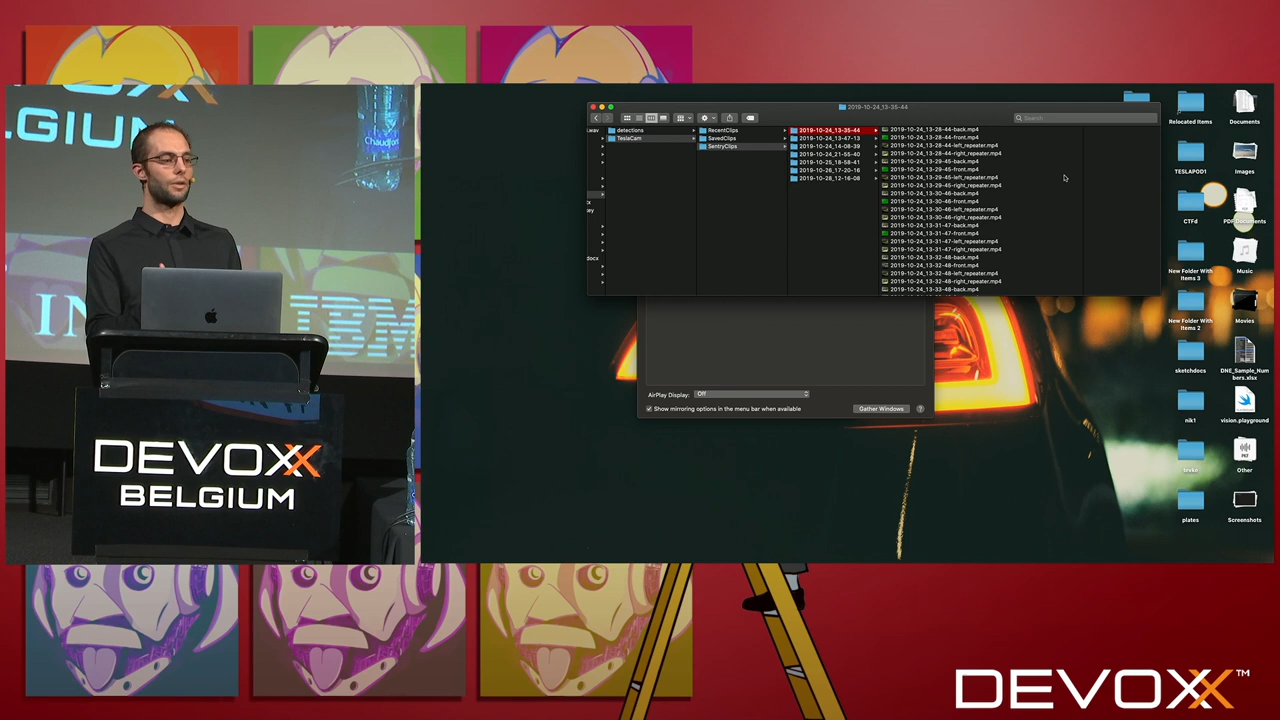 LGIUM
IBM
DEVOXX
BELGIUM
2019-10-24_13-35-44
Search
.wav
detections
TeslaCam
RecentClips
SavedClips
SentryClips
2019-10-24_13-35-44
2019-10-24_13-47-13
2019-10-24_14-08-39
2019-10-24_21-55-40
2019-10-25_18-58-41
2019-10-26_17-20-16
2019-10-28_12-16-08
2019-10-24_13-28-44-back.mp4
2019-10-24_13-28-44-front.mp4
2019-10-24_13-28-44-left_repeater.mp4
2019-10-24_13-28-44-right_repeater.mp4
2019-10-24_13-29-45-back.mp4
2019-10-24_13-29-45-front.mp4
2019-10-24_13-29-45-left_repeater.mp4
2019-10-24_13-29-45-right_repeater.mp4
2019-10-24_13-30-46-back.mp4
2019-10-24_13-30-46-front.mp4
2019-10-24_13-30-46-left_repeater.mp4
2019-10-24_13-30-46-right_repeater.mp4
2019-10-24_13-31-47-back.mp4
2019-10-24_13-31-47-front.mp4
2019-10-24_13-31-47-left_repeater.mp4
2019-10-24_13-31-47-right_repeater.mp4
2019-10-24_13-32-48-back.mp4
2019-10-24_13-32-48-front.mp4
2019-10-24_13-32-48-left_repeater.mp4
2019-10-24_13-32-48-right_repeater.mp4
2019-10-24_13-33-48-back.mp4
docx
AirPlay Display:
Off
Show mirroring options in the menu bar when available
Gather Windows
?
Relocated Items
Documents
TESLAPOD1
Images
CTFd
PDF Documents
New Folder With
Items 3
Music
New Folder With
Items 2
Movies
sketchdocs
DNE_Sample_Num
bers.xlsx
nik1
vision.playground
Other
plates
Screenshots
DEVOXX™